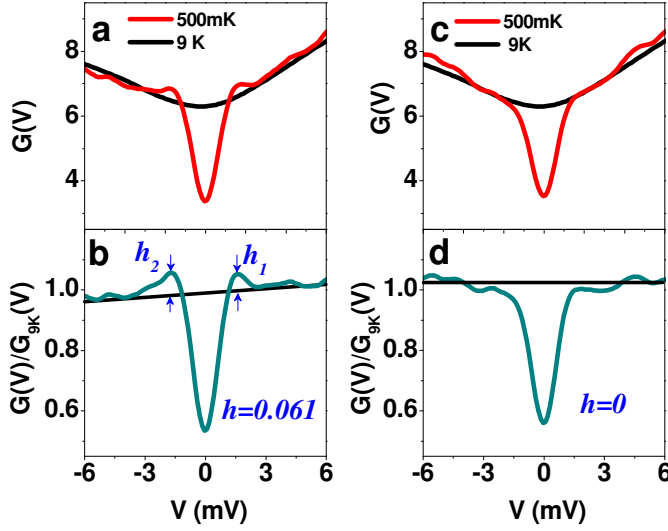 a
500mK
9 K
G(V)
8
6
4
c
500mK
9K
G(V)
8
6
4
b
h2
h1
h=0.061
G(V)/G9K(V)
1.0
0.8
0.6
-6 -3 0 3 6
V (mV)
d
h=0
G(V)/G9K(V)
1.0
0.8
0.6
-6 -3 0 3 6
V (mV)